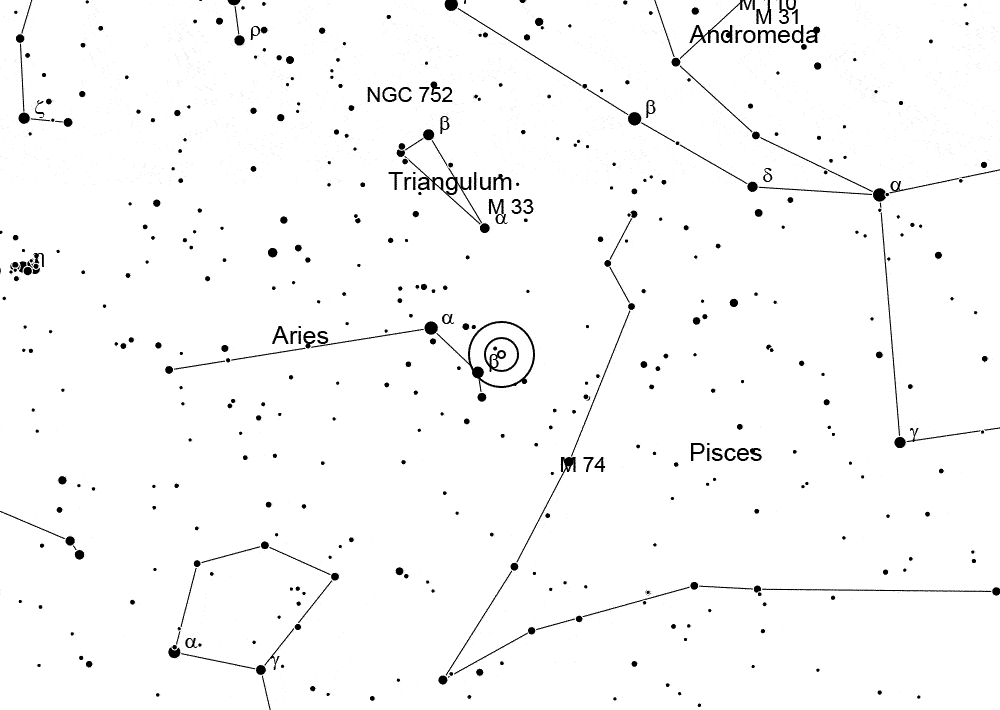 M 110
M 31
ρ
Andromeda
NGC 752
ζ
β
β
Triangulum
δ
α
M 33
α
η
α
Aries
β
γ
Pisces
M 74
α
γ